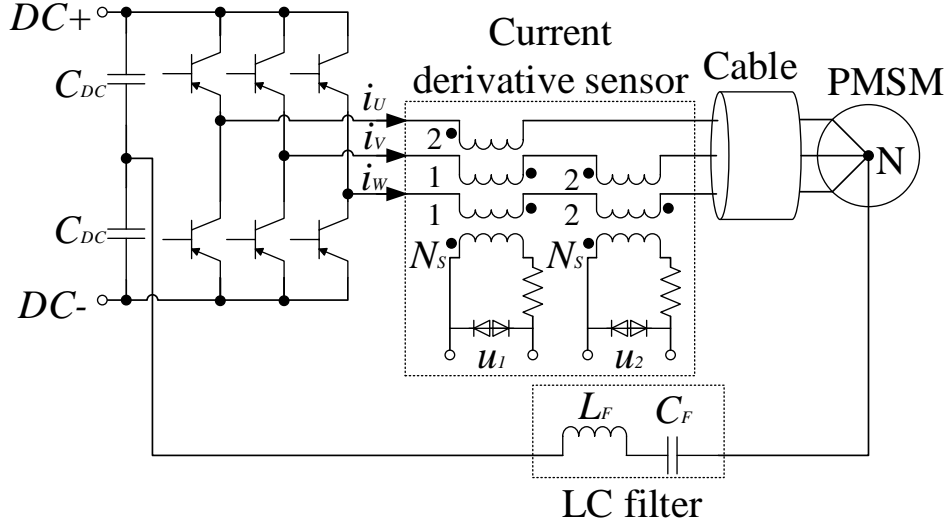 DC+
Current
derivative sensor
Cable
PMSM
C_DC
i_U
2
i_V
N
1
2
i_W
1
2
C_DC
N_S
N_S
DC-
u_1
u_2
L_F
C_F
LC filter